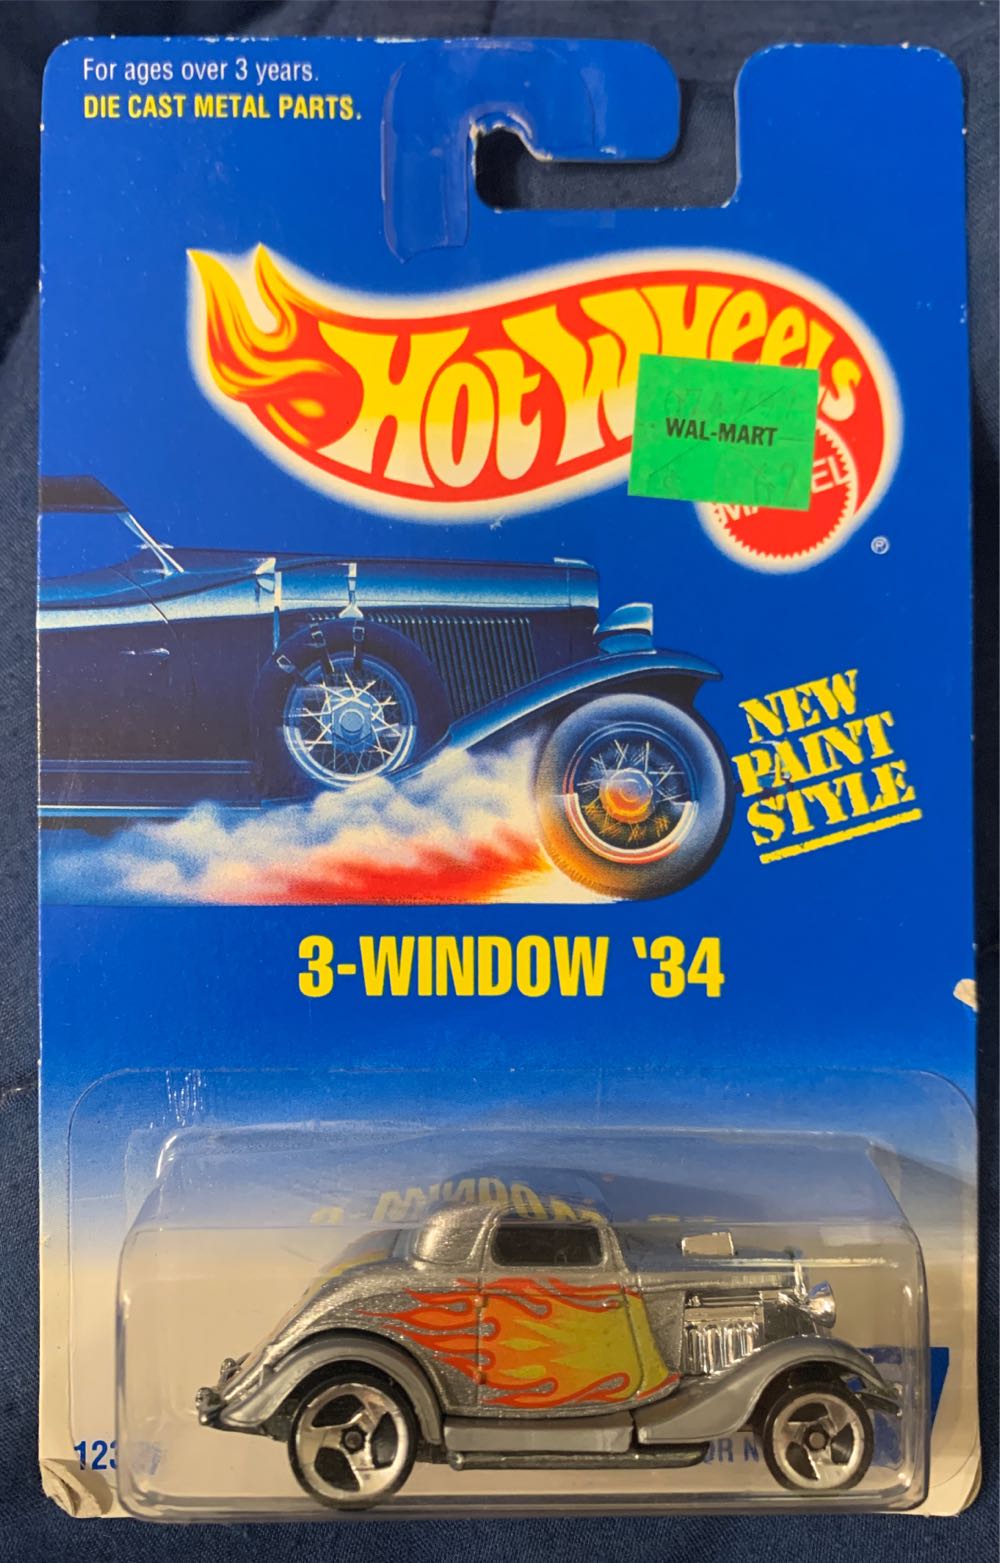 For ages over 3 years.
DIE CAST METAL PARTS.
Hot Wheels
WAL-MART
®
NEW
PAINT
STYLE
3-WINDOW '34